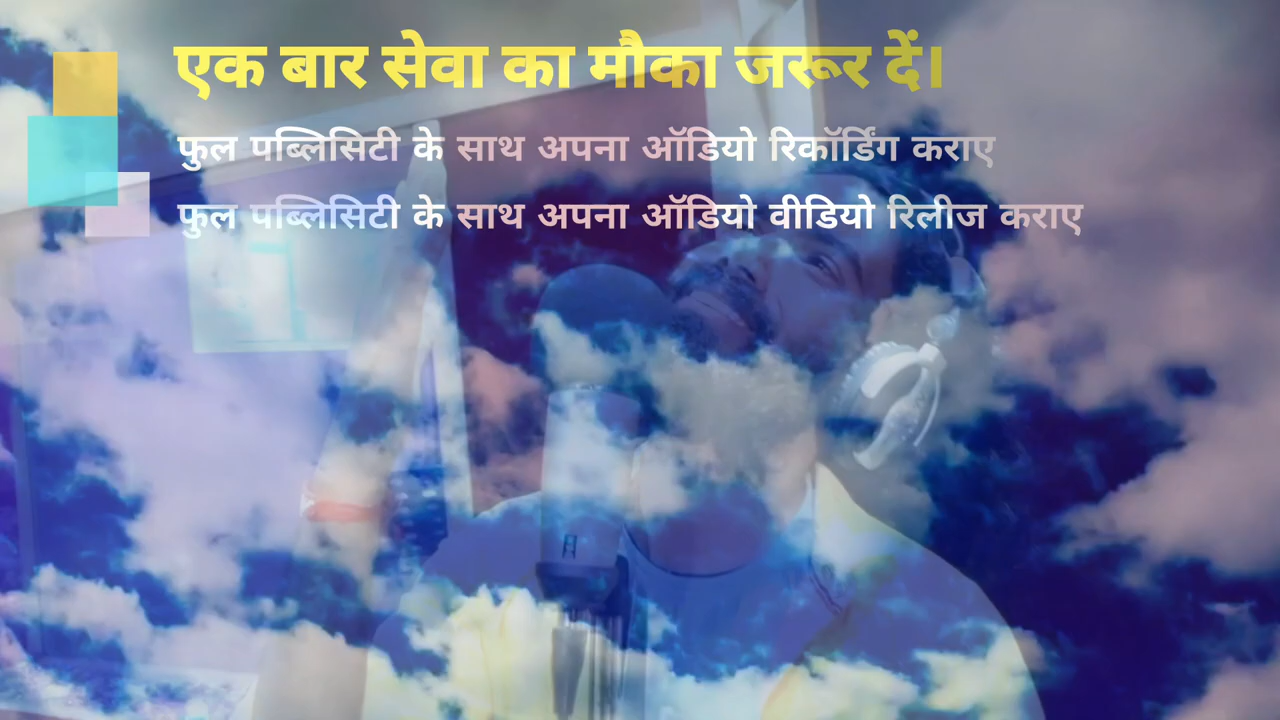 एक बार सेवा का मौका जरूर दें।
फुल पब्लिसिटी के साथ अपना ऑडियो रिकॉर्डिंग कराए
फुल पब्लिसिटी के साथ अपना ऑडियो वीडियो रिलीज कराए